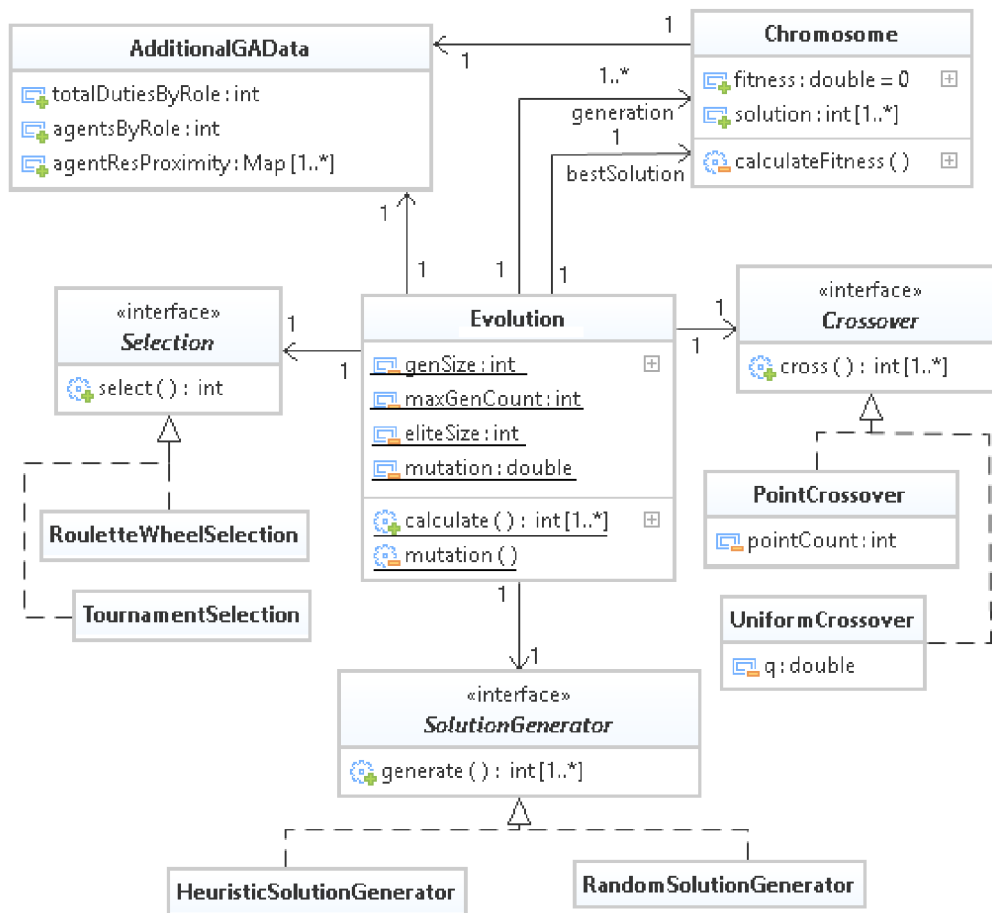 AdditionalGAData
totalDutiesByRole: int
agentsByRole: int
agentResProximity: Map [1..*]
1
1
Chromosome
fitness: double = 0
solution: int [1..*]
calculateFitness ( )
1..*
generation
1
bestSolution
1
1
1
1
«interface»
Selection
select ( ) : int
1
1
Evolution
genSize: int
maxGenCount: int
eliteSize: int
mutation: double
calculate ( ) : int [1..*]
mutation ( )
1
1
«interface»
Crossover
cross ( ) : int [1..*]
RouletteWheelSelection
TournamentSelection
PointCrossover
pointCount: int
UniformCrossover
q: double
1
1
«interface»
SolutionGenerator
generate ( ) : int [1..*]
HeuristicSolutionGenerator
RandomSolutionGenerator